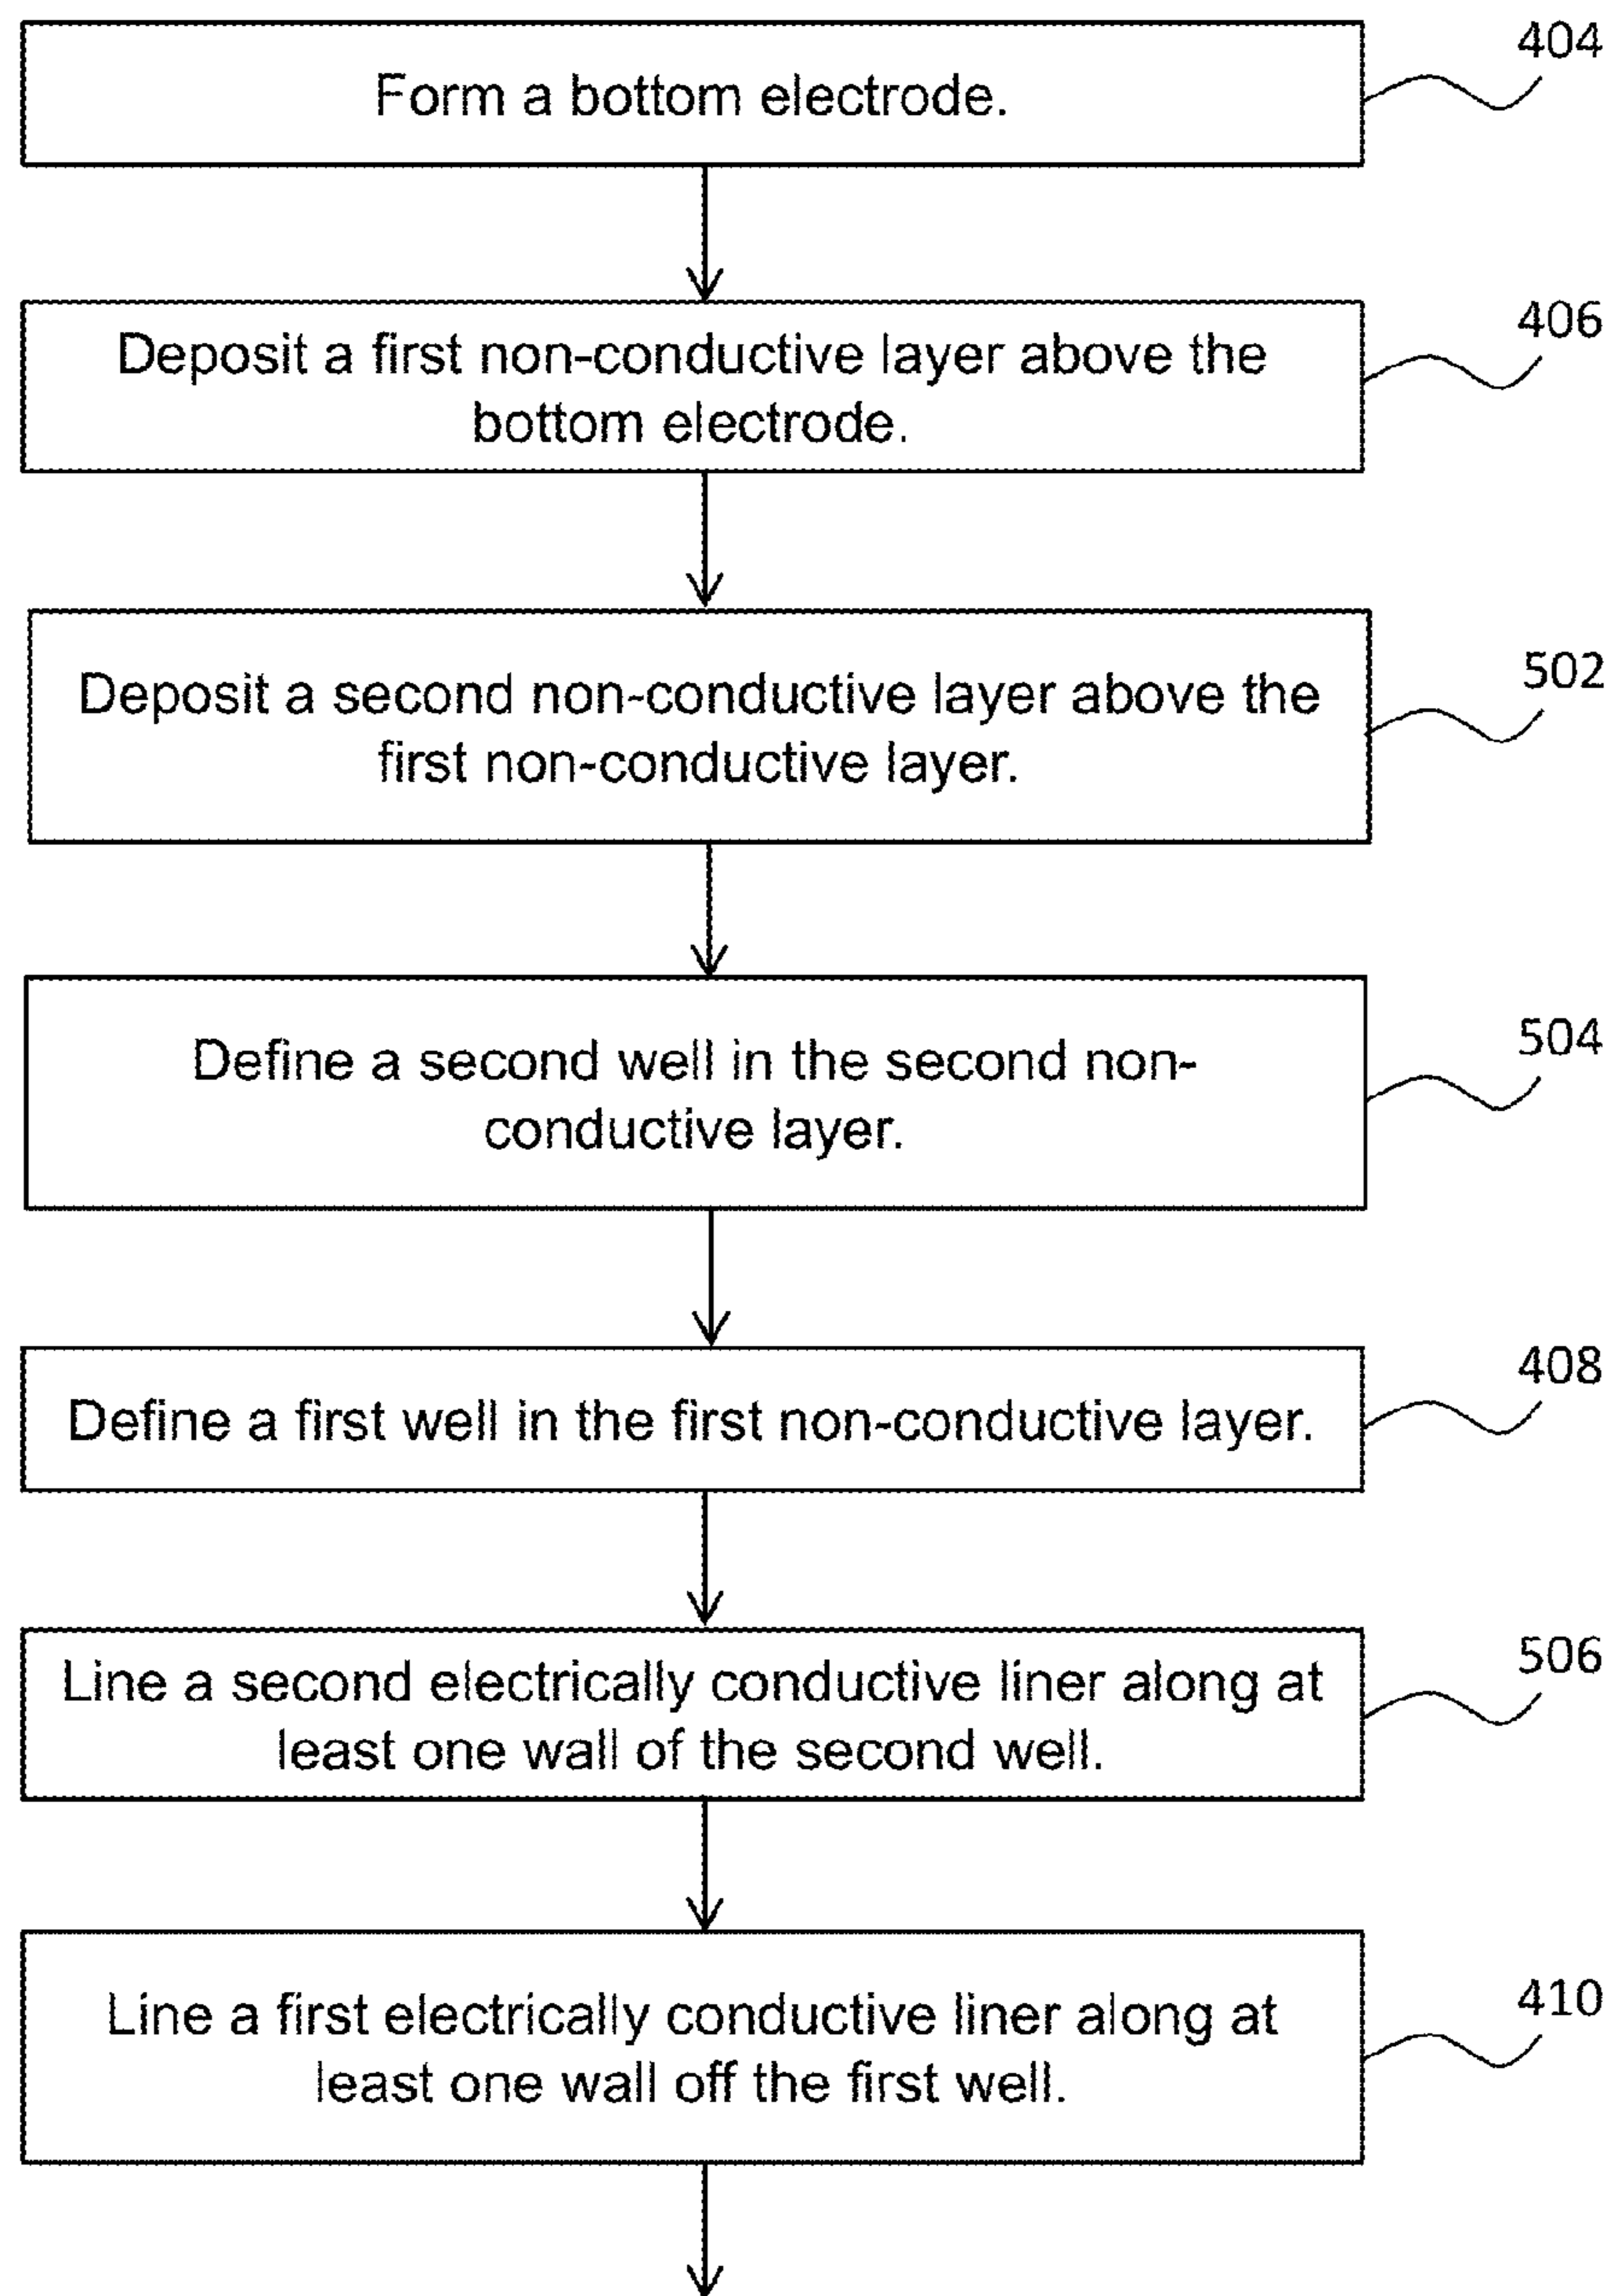 404
Form a bottom electrode.
406
Deposit a first non-conductive layer above the
bottom electrode.
502
Deposit a second non-conductive layer above the
first non-conductive layer.
504
Define a second well in the second non-
conductive layer.
408
Define a first well in the first non-conductive layer.
506
Line a second electrically conductive liner along at
least one wall of the second well.
410
Line a first electrically conductive liner along at
least one wall off the first well.